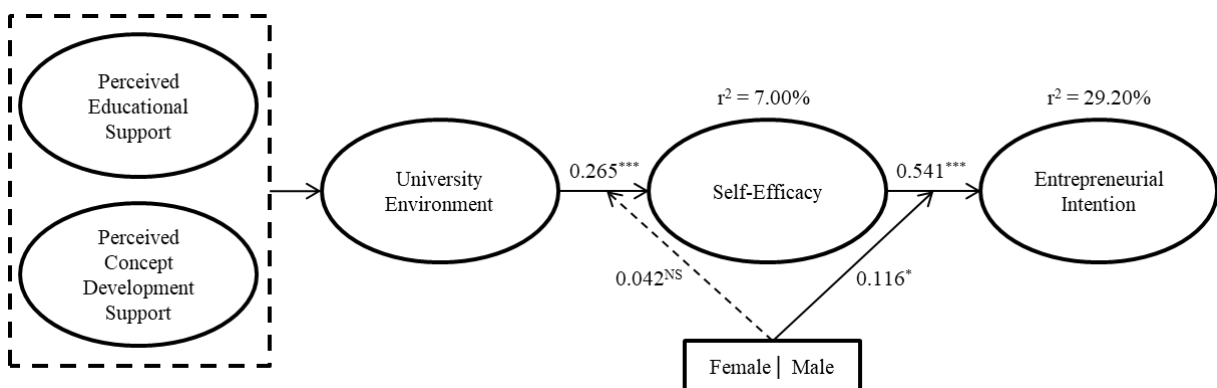 Perceived
Educational
Support
Perceived
Concept
Development
Support
University
Environment
0.265***
r² = 7.00%
Self-Efficacy
0.541***
r² = 29.20%
Entrepreneurial
Intention
0.042ᴺˢ
0.116*
Female | Male